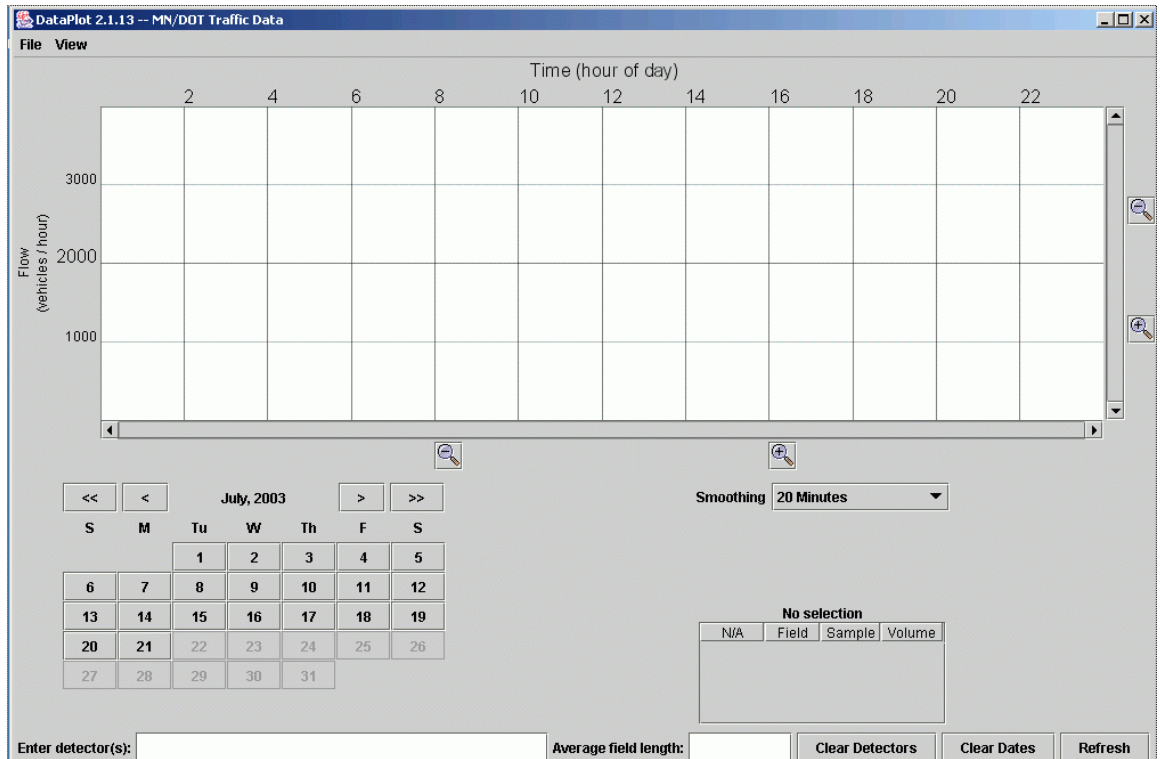 DataPlot 2.1.13 -- MN/DOT Traffic Data
File View
Time (hour of day)
2 4 6 8 10 12 14 16 18 20 22
3000
2000
1000
Flow
(vehicles / hour)
<< < July, 2003 > >>
S M Tu W Th F S
1 2 3 4 5
6 7 8 9 10 11 12
13 14 15 16 17 18 19
20 21 22 23 24 25 26
27 28 29 30 31
Smoothing 20 Minutes
No selection
N/A Field Sample Volume
Enter detector(s): Average field length: Clear Detectors Clear Dates Refresh